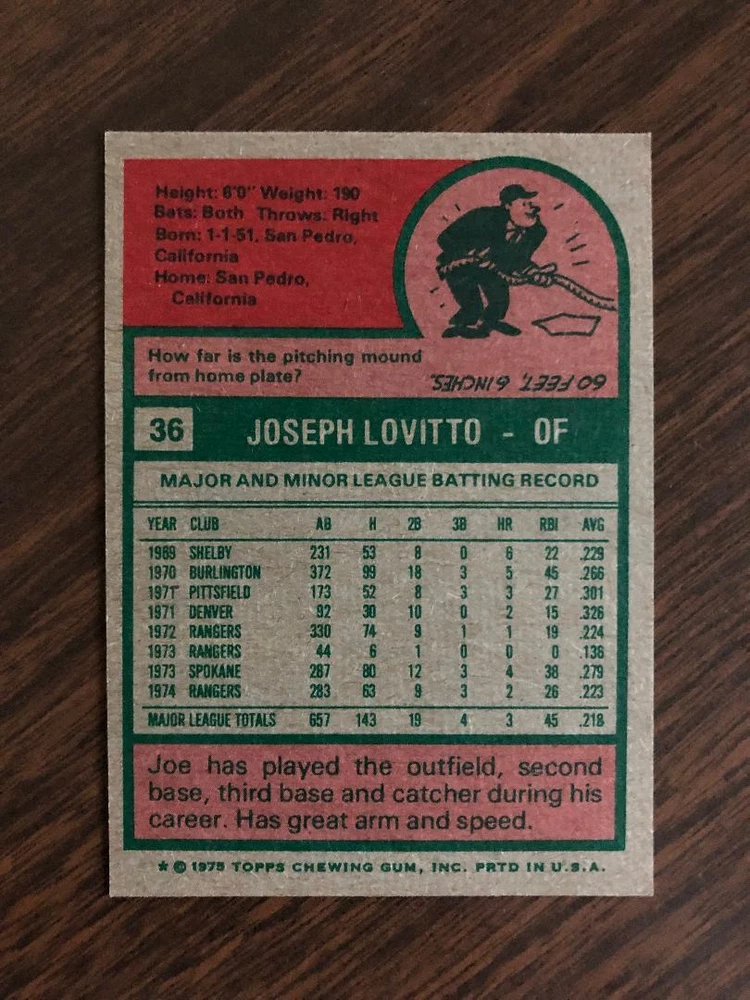 Height: 6'0" Weight: 190
Bats: Both Throws: Right
Born: 1-1-51, San Pedro,
California
Home: San Pedro,
California
How far is the pitching mound
from home plate?
60 FEET, 6 INCHES.
36 JOSEPH LOVITTO - OF
MAJOR AND MINOR LEAGUE BATTING RECORD
YEAR CLUB AB H 2B 3B HR RBI AVG
1969 SHELBY 231 53 8 0 6 22 .229
1970 BURLINGTON 372 99 18 3 5 45 .266
1971 PITTSFIELD 173 52 8 3 3 27 .301
1971 DENVER 92 30 10 0 2 15 .326
1972 RANGERS 330 74 9 1 1 19 .224
1973 RANGERS 44 6 1 0 0 0 .136
1973 SPOKANE 287 80 12 3 4 38 .279
1974 RANGERS 283 63 9 3 2 26 .223
MAJOR LEAGUE TOTALS 657 143 19 4 3 45 .218
Joe has played the outfield, second
base, third base and catcher during his
career. Has great arm and speed.
* © 1975 TOPPS CHEWING GUM, INC. PRTD IN U.S.A.